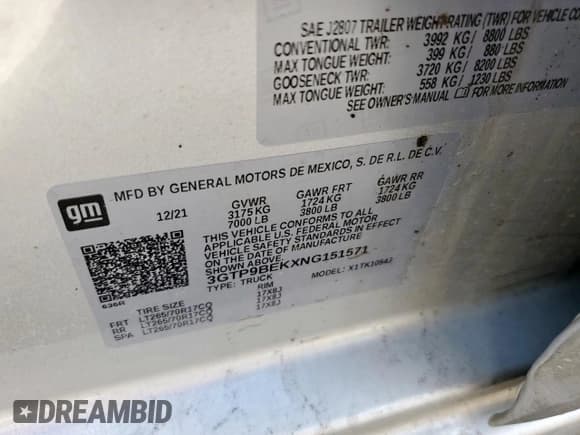 SAE J2807 TRAILER WEIGHT RATING (TWR) FOR VEHICLE CO
CONVENTIONAL TWR: 3992 KG/ 8800 LBS
MAX TONGUE WEIGHT: 399 KG/ 880 LBS
GOOSENECK TWR: 3720 KG/ 8200 LBS
MAX TONGUE WEIGHT: 558 KG/ 1230 LBS
SEE OWNER'S MANUAL FOR MORE INFORMATION
gm
MFD BY GENERAL MOTORS DE MEXICO, S. DE R.L. DE C.V.
12/21 GVWR GAWR FRT GAWR RR
3175 KG 1724 KG 1724 KG
7000 LB 3800 LB 3800 LB
THIS VEHICLE CONFORMS TO ALL
APPLICABLE U.S. FEDERAL MOTOR
VEHICLE SAFETY STANDARDS IN EFFECT
ON THE DATE OF MANUFACTURE
3GTP9BEKXNG151571
TYPE: TRUCK MODEL: X1TK10543
635R
TIRE SIZE RIM
FRT LT265/70R17CQ 17X8J
RR LT265/70R17CQ 17X8J
SPA LT265/70R17CQ 17X8J
DREAMBID